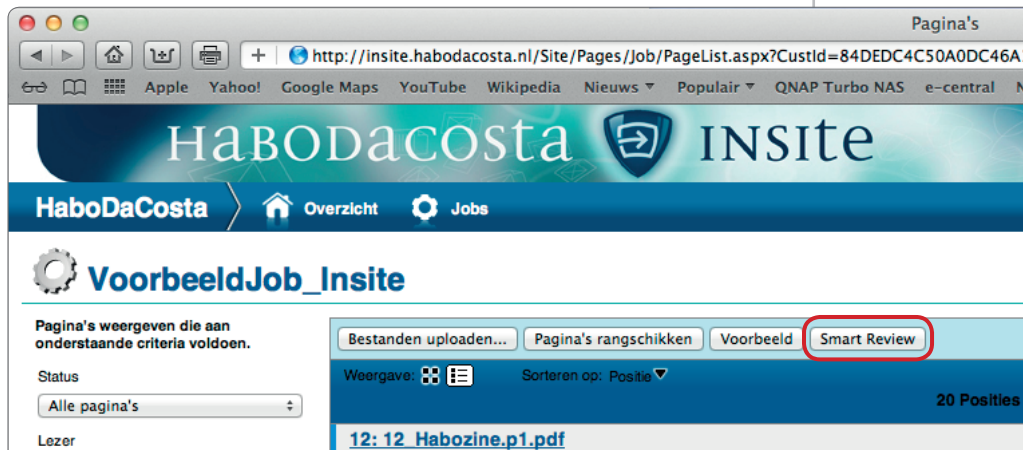 Pagina's
http://insite.habodacosta.nl/Site/Pages/Job/PageList.aspx?CustId=84DEDC4C50A0DC46A
Apple Yahoo! Google Maps YouTube Wikipedia Nieuws Populair QNAP Turbo NAS e-central
HaBODacosta INSIte
HaboDaCosta Overzicht Jobs
VoorbeeldJob_Insite
Pagina's weergeven die aan
onderstaande criteria voldoen.
Status
Alle pagina's
Lezer
Bestanden uploaden... Pagina's rangschikken Voorbeeld Smart Review
Weergave: Sorteren op: Positie
20 Posities
12: 12_Habozine.p1.pdf